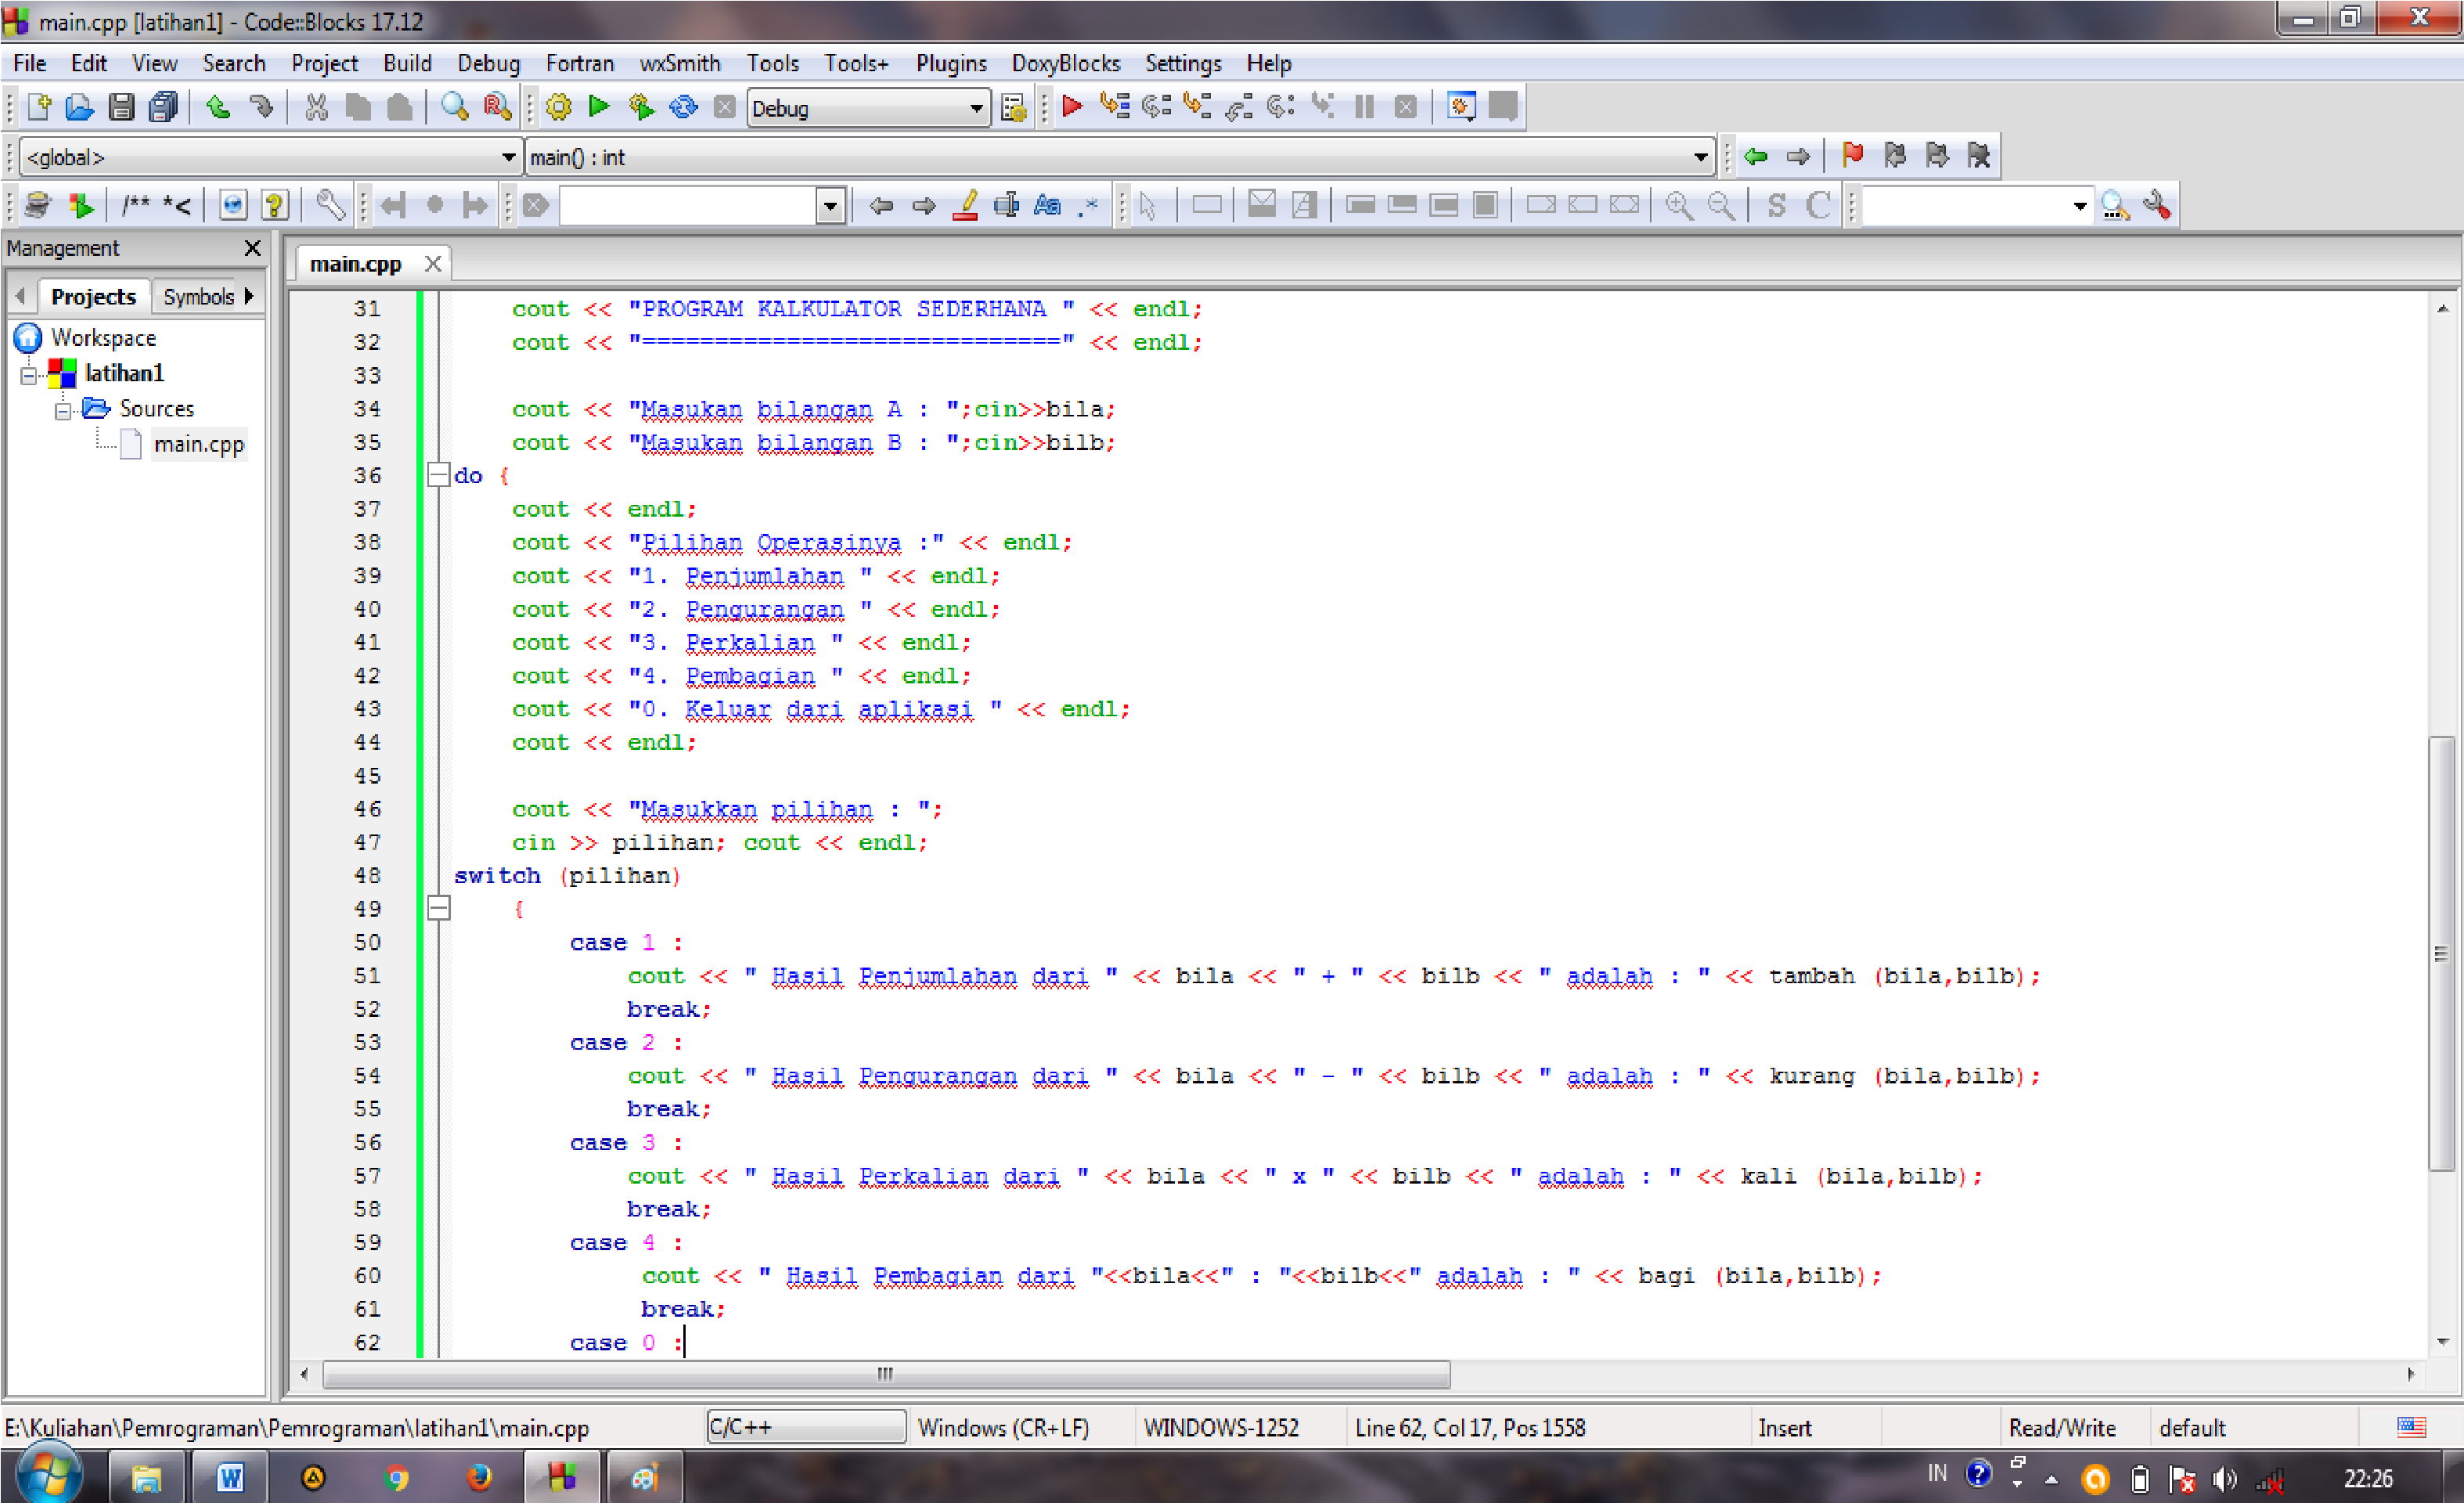 main.cpp [latihan1] - Code::Blocks 17.12
File Edit View Search Project Build Debug Fortran wxSmith Tools Tools+ Plugins DoxyBlocks Settings Help
Debug
<global> main() : int
/** *<
Aa .* S C
Management
main.cpp
Projects Symbols
Workspace
latihan1
Sources
main.cpp
31 cout << "PROGRAM KALKULATOR SEDERHANA " << endl;
32 cout << "=============================" << endl;
33
34 cout << "Masukan bilangan A : ";cin>>bila;
35 cout << "Masukan bilangan B : ";cin>>bilb;
36 do {
37 cout << endl;
38 cout << "Pilihan Operasinya :" << endl;
39 cout << "1. Penjumlahan " << endl;
40 cout << "2. Pengurangan " << endl;
41 cout << "3. Perkalian " << endl;
42 cout << "4. Pembagian " << endl;
43 cout << "0. Keluar dari aplikasi " << endl;
44 cout << endl;
45
46 cout << "Masukkan pilihan : ";
47 cin >> pilihan; cout << endl;
48 switch (pilihan)
49 {
50 case 1 :
51 cout << " Hasil Penjumlahan dari " << bila << " + " << bilb << " adalah : " << tambah (bila,bilb);
52 break;
53 case 2 :
54 cout << " Hasil Pengurangan dari " << bila << " - " << bilb << " adalah : " << kurang (bila,bilb);
55 break;
56 case 3 :
57 cout << " Hasil Perkalian dari " << bila << " x " << bilb << " adalah : " << kali (bila,bilb);
58 break;
59 case 4 :
60 cout << " Hasil Pembagian dari "<<bila<<" : "<<bilb<<" adalah : " << bagi (bila,bilb);
61 break;
62 case 0 :
E:\Kuliahan\Pemrograman\Pemrograman\latihan1\main.cpp C/C++ Windows (CR+LF) WINDOWS-1252 Line 62, Col 17, Pos 1558 Insert Read/Write default
IN 22:26